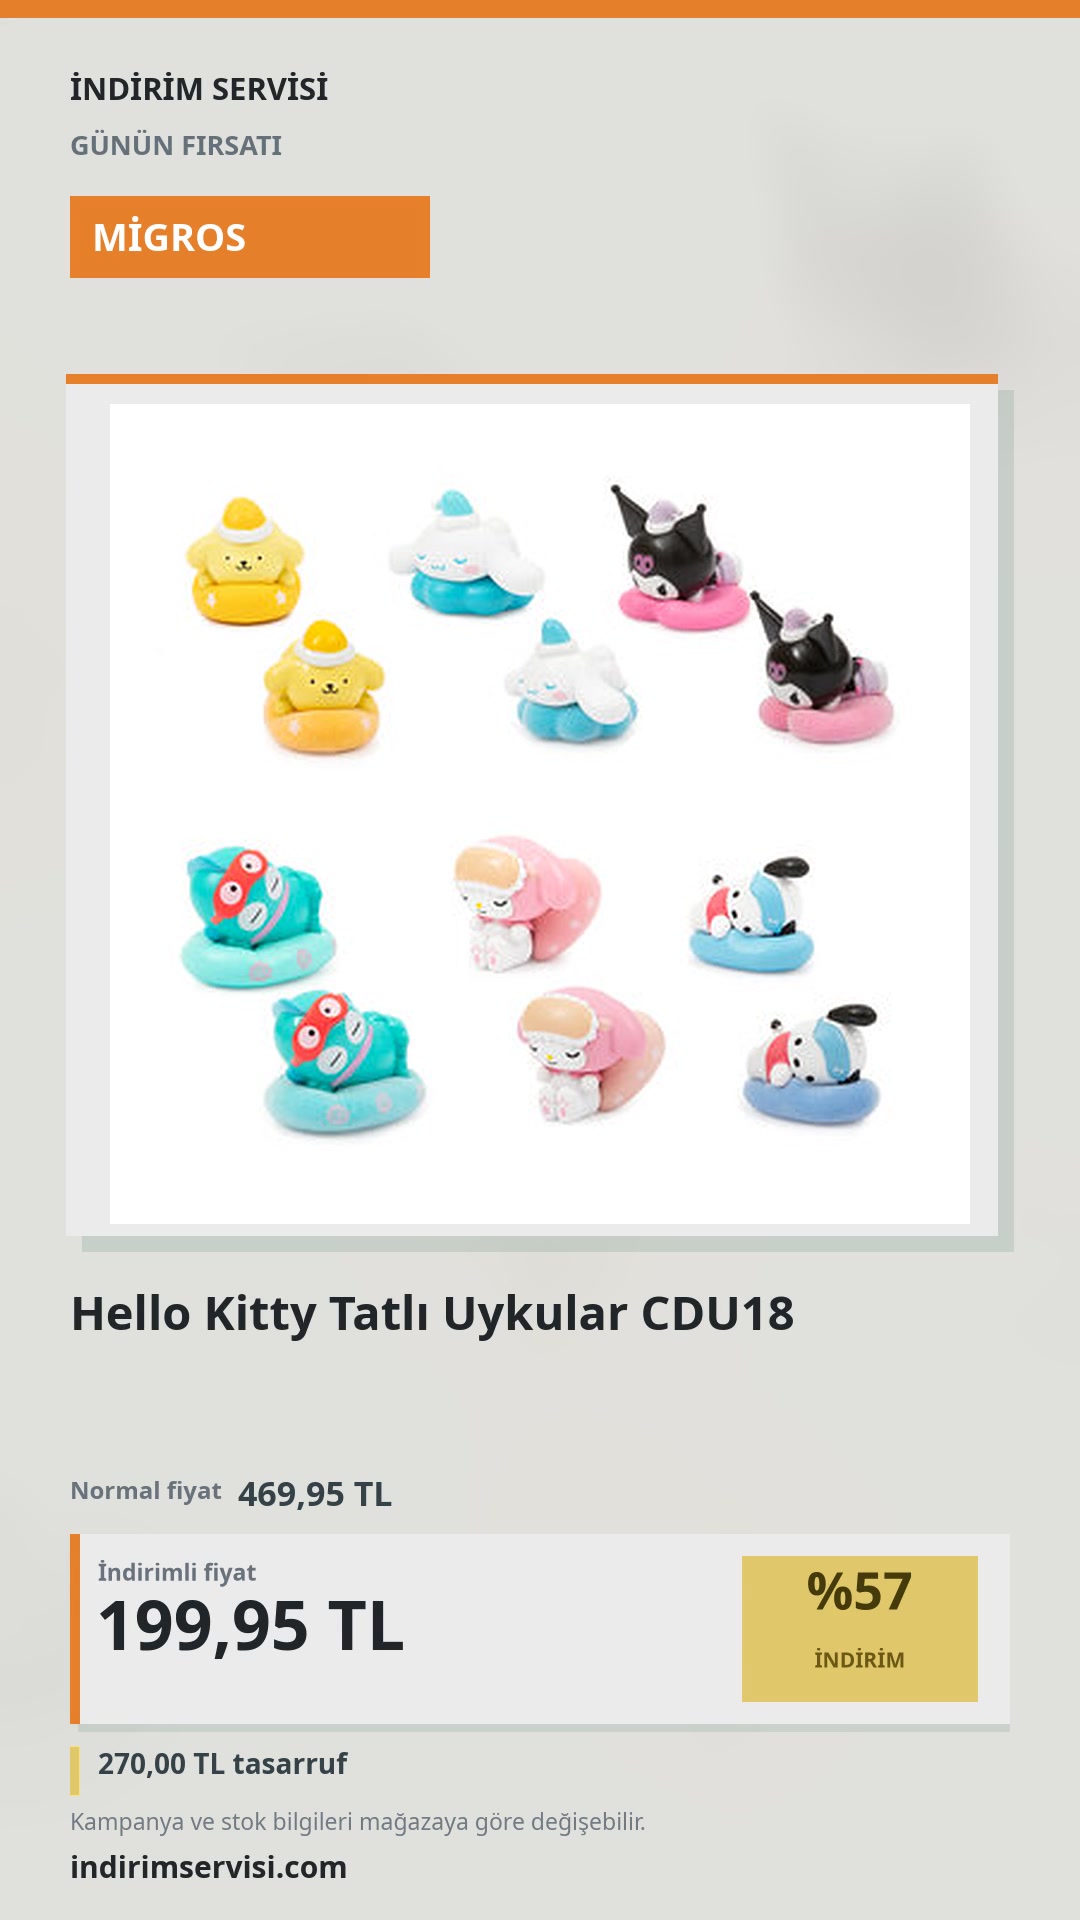 İNDİRİM SERVİSİ
GÜNÜN FIRSATI
MİGROS
Hello Kitty Tatlı Uykular CDU18
Normal fiyat 469,95 TL
İndirimli fiyat
199,95 TL
%57
İNDİRİM
270,00 TL tasarruf
Kampanya ve stok bilgileri mağazaya göre değişebilir.
indirimservisi.com